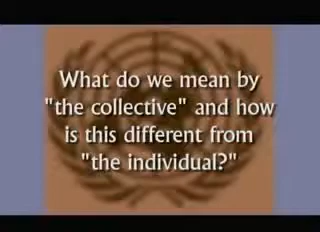 What do we mean by
"the collective" and how
is this different from
"the individual?"